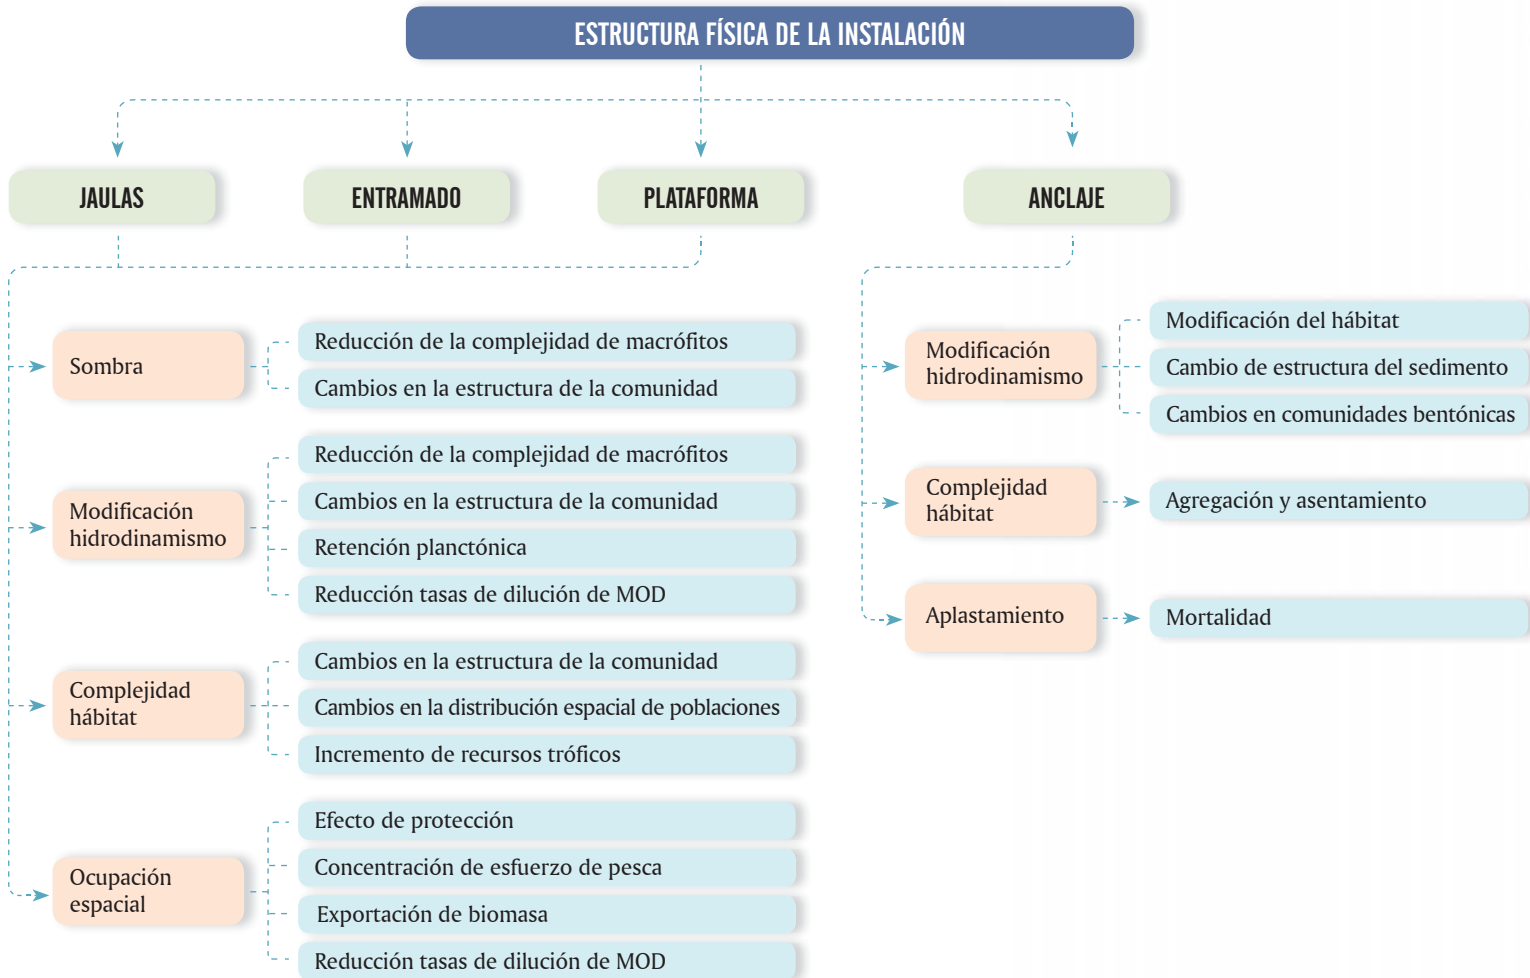 ESTRUCTURA FÍSICA DE LA INSTALACIÓN
JAULAS
ENTRAMADO
PLATAFORMA
ANCLAJE
Sombra
Reducción de la complejidad de macrófitos
Cambios en la estructura de la comunidad
Modificación
hidrodinamismo
Reducción de la complejidad de macrófitos
Cambios en la estructura de la comunidad
Retención planctónica
Reducción tasas de dilución de MOD
Complejidad
hábitat
Cambios en la estructura de la comunidad
Cambios en la distribución espacial de poblaciones
Incremento de recursos tróficos
Ocupación
espacial
Efecto de protección
Concentración de esfuerzo de pesca
Exportación de biomasa
Reducción tasas de dilución de MOD
Modificación
hidrodinamismo
Modificación del hábitat
Cambio de estructura del sedimento
Cambios en comunidades bentónicas
Complejidad
hábitat
Agregación y asentamiento
Aplastamiento
Mortalidad